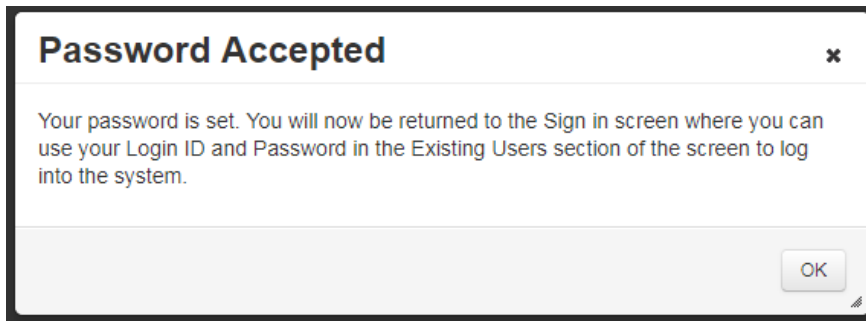 Password Accepted
Your password is set. You will now be returned to the Sign in screen where you can
use your Login ID and Password in the Existing Users section of the screen to log
into the system.
OK